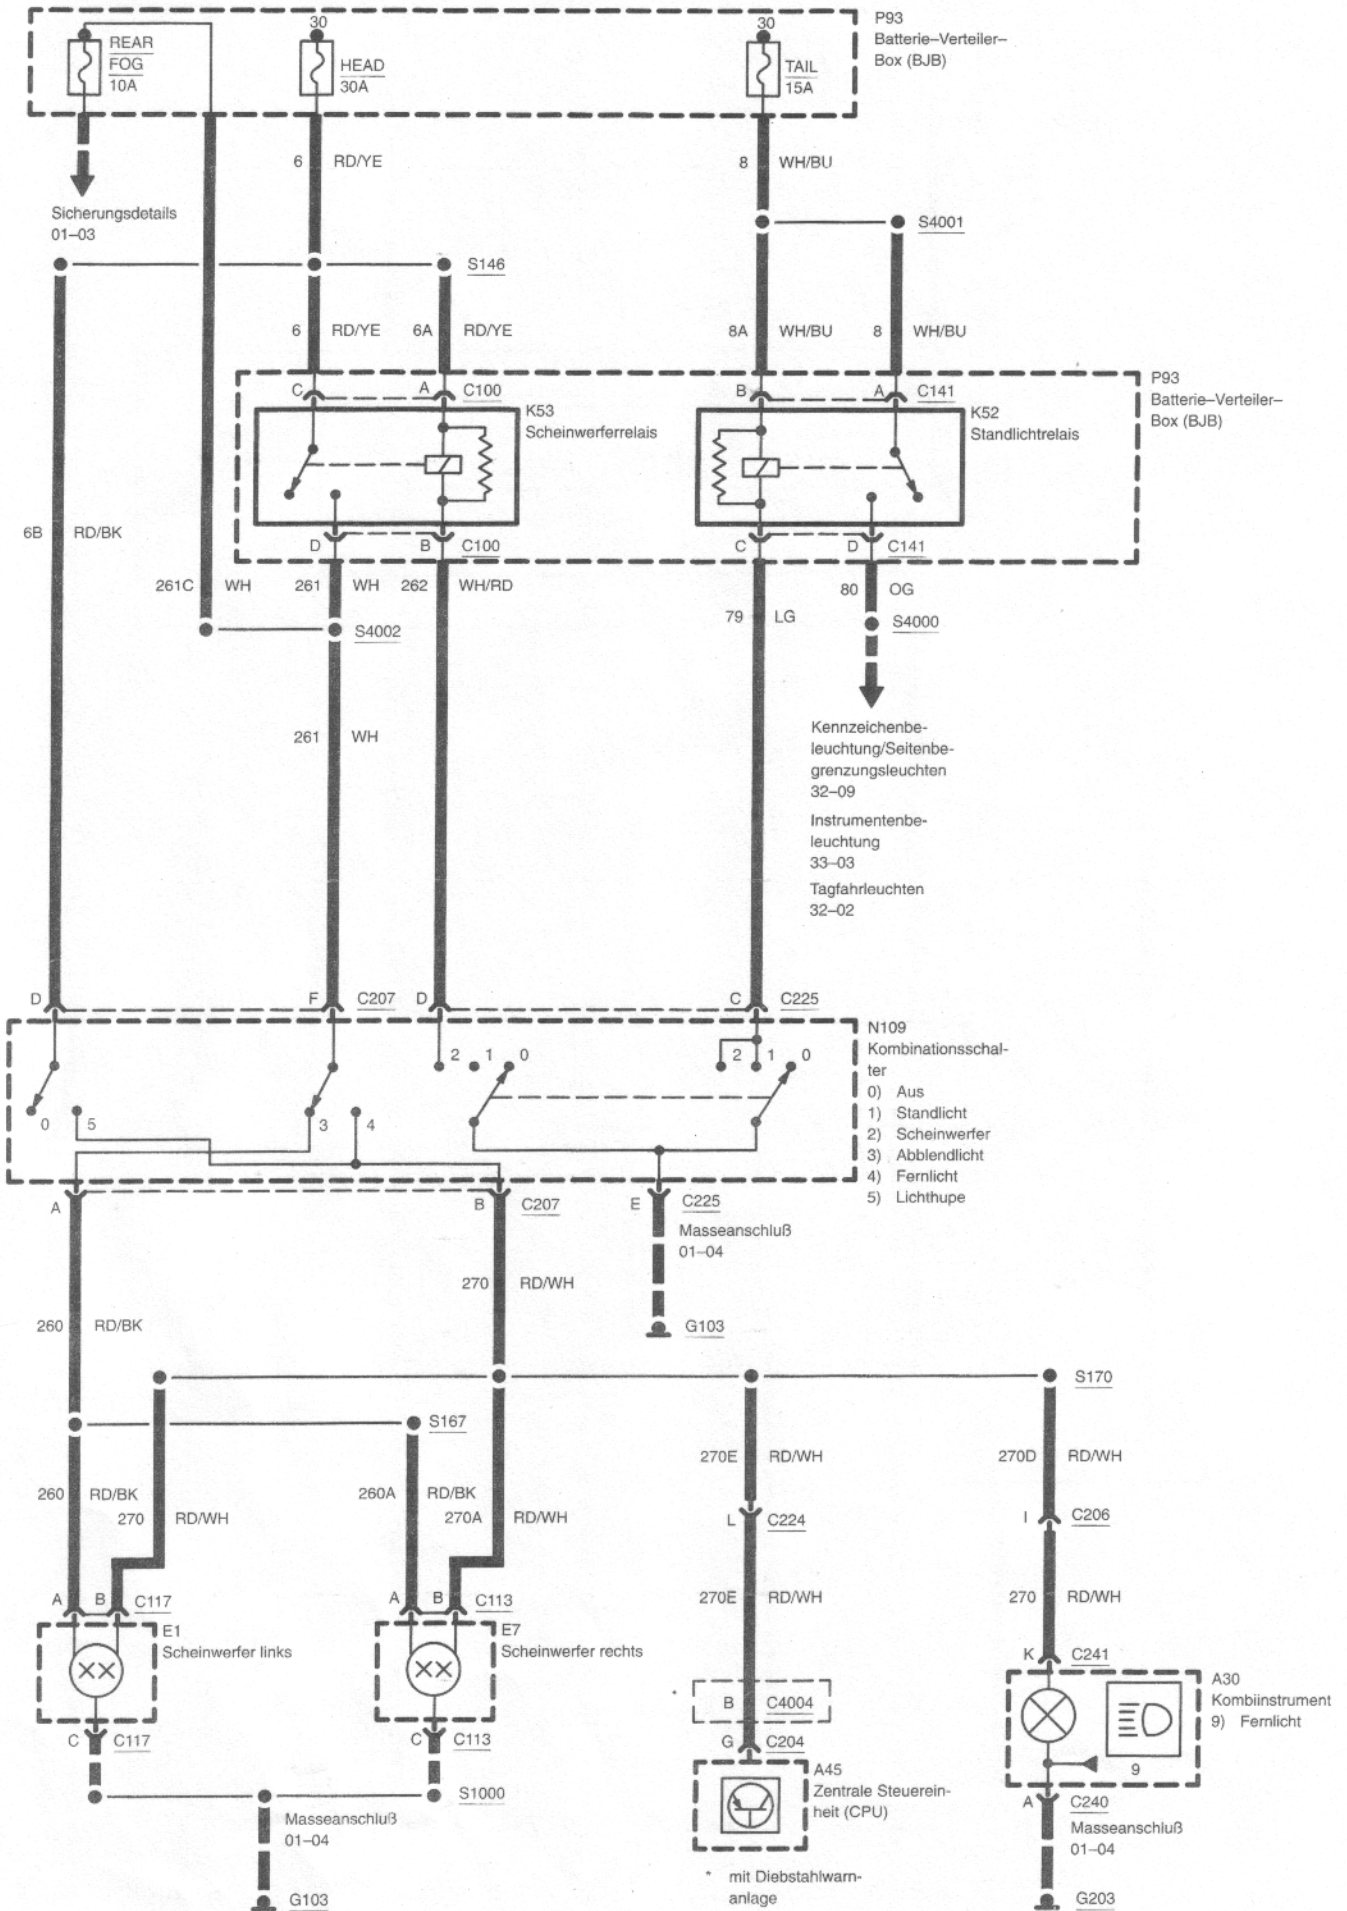 30
30
P93
Batterie–Verteiler–
Box (BJB)
REAR
FOG
10A
HEAD
30A
TAIL
15A
6 RD/YE
8 WH/BU
Sicherungsdetails
01–03
S4001
S146
6 RD/YE
6A RD/YE
8A WH/BU
8 WH/BU
C A C100
B A C141
P93
Batterie–Verteiler–
Box (BJB)
K53
Scheinwerferrelais
K52
Standlichtrelais
6B RD/BK
D B C100
C D C141
261C WH
261 WH
262 WH/RD
80 OG
79 LG
S4002
S4000
261 WH
Kennzeichenbe-
leuchtung/Seitenbe-
grenzungsleuchten
32–09
Instrumentenbe-
leuchtung
33–03
Tagfahrleuchten
32–02
D F C207 D C C225
N109
Kombinationsschal-
ter
0) Aus
1) Standlicht
2) Scheinwerfer
3) Abblendlicht
4) Fernlicht
5) Lichthupe
2 1 0
2 1 0
0 5 3 4
A B C207 E C225
Masseanschluß
01–04
270 RD/WH
260 RD/BK
G103
S170
S167
270E RD/WH
270D RD/WH
260 RD/BK
270 RD/WH
260A RD/BK
270A RD/WH
L C224
I C206
270E RD/WH
270 RD/WH
A B C117
A B C113
E1
Scheinwerfer links
E7
Scheinwerfer rechts
K C241
A30
Kombiinstrument
9) Fernlicht
* B C4004
C C117
C C113
G C204
9
A45
Zentrale Steuerein-
heit (CPU)
S1000
A C240
Masseanschluß
01–04
Masseanschluß
01–04
* mit Diebstahlwarn-
anlage
G103
G203